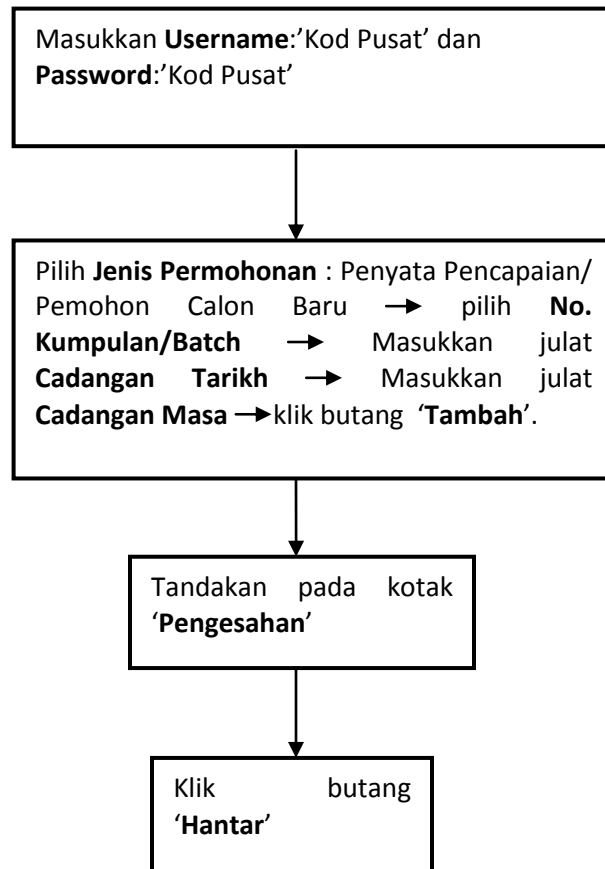 Masukkan Username:’Kod Pusat’ dan
Password:’Kod Pusat’
Pilih Jenis Permohonan : Penyata Pencapaian/
Pemohon Calon Baru → pilih No.
Kumpulan/Batch → Masukkan julat
Cadangan Tarikh → Masukkan julat
Cadangan Masa → klik butang ‘Tambah’.
Tandakan pada kotak
‘Pengesahan’
Klik butang
‘Hantar’